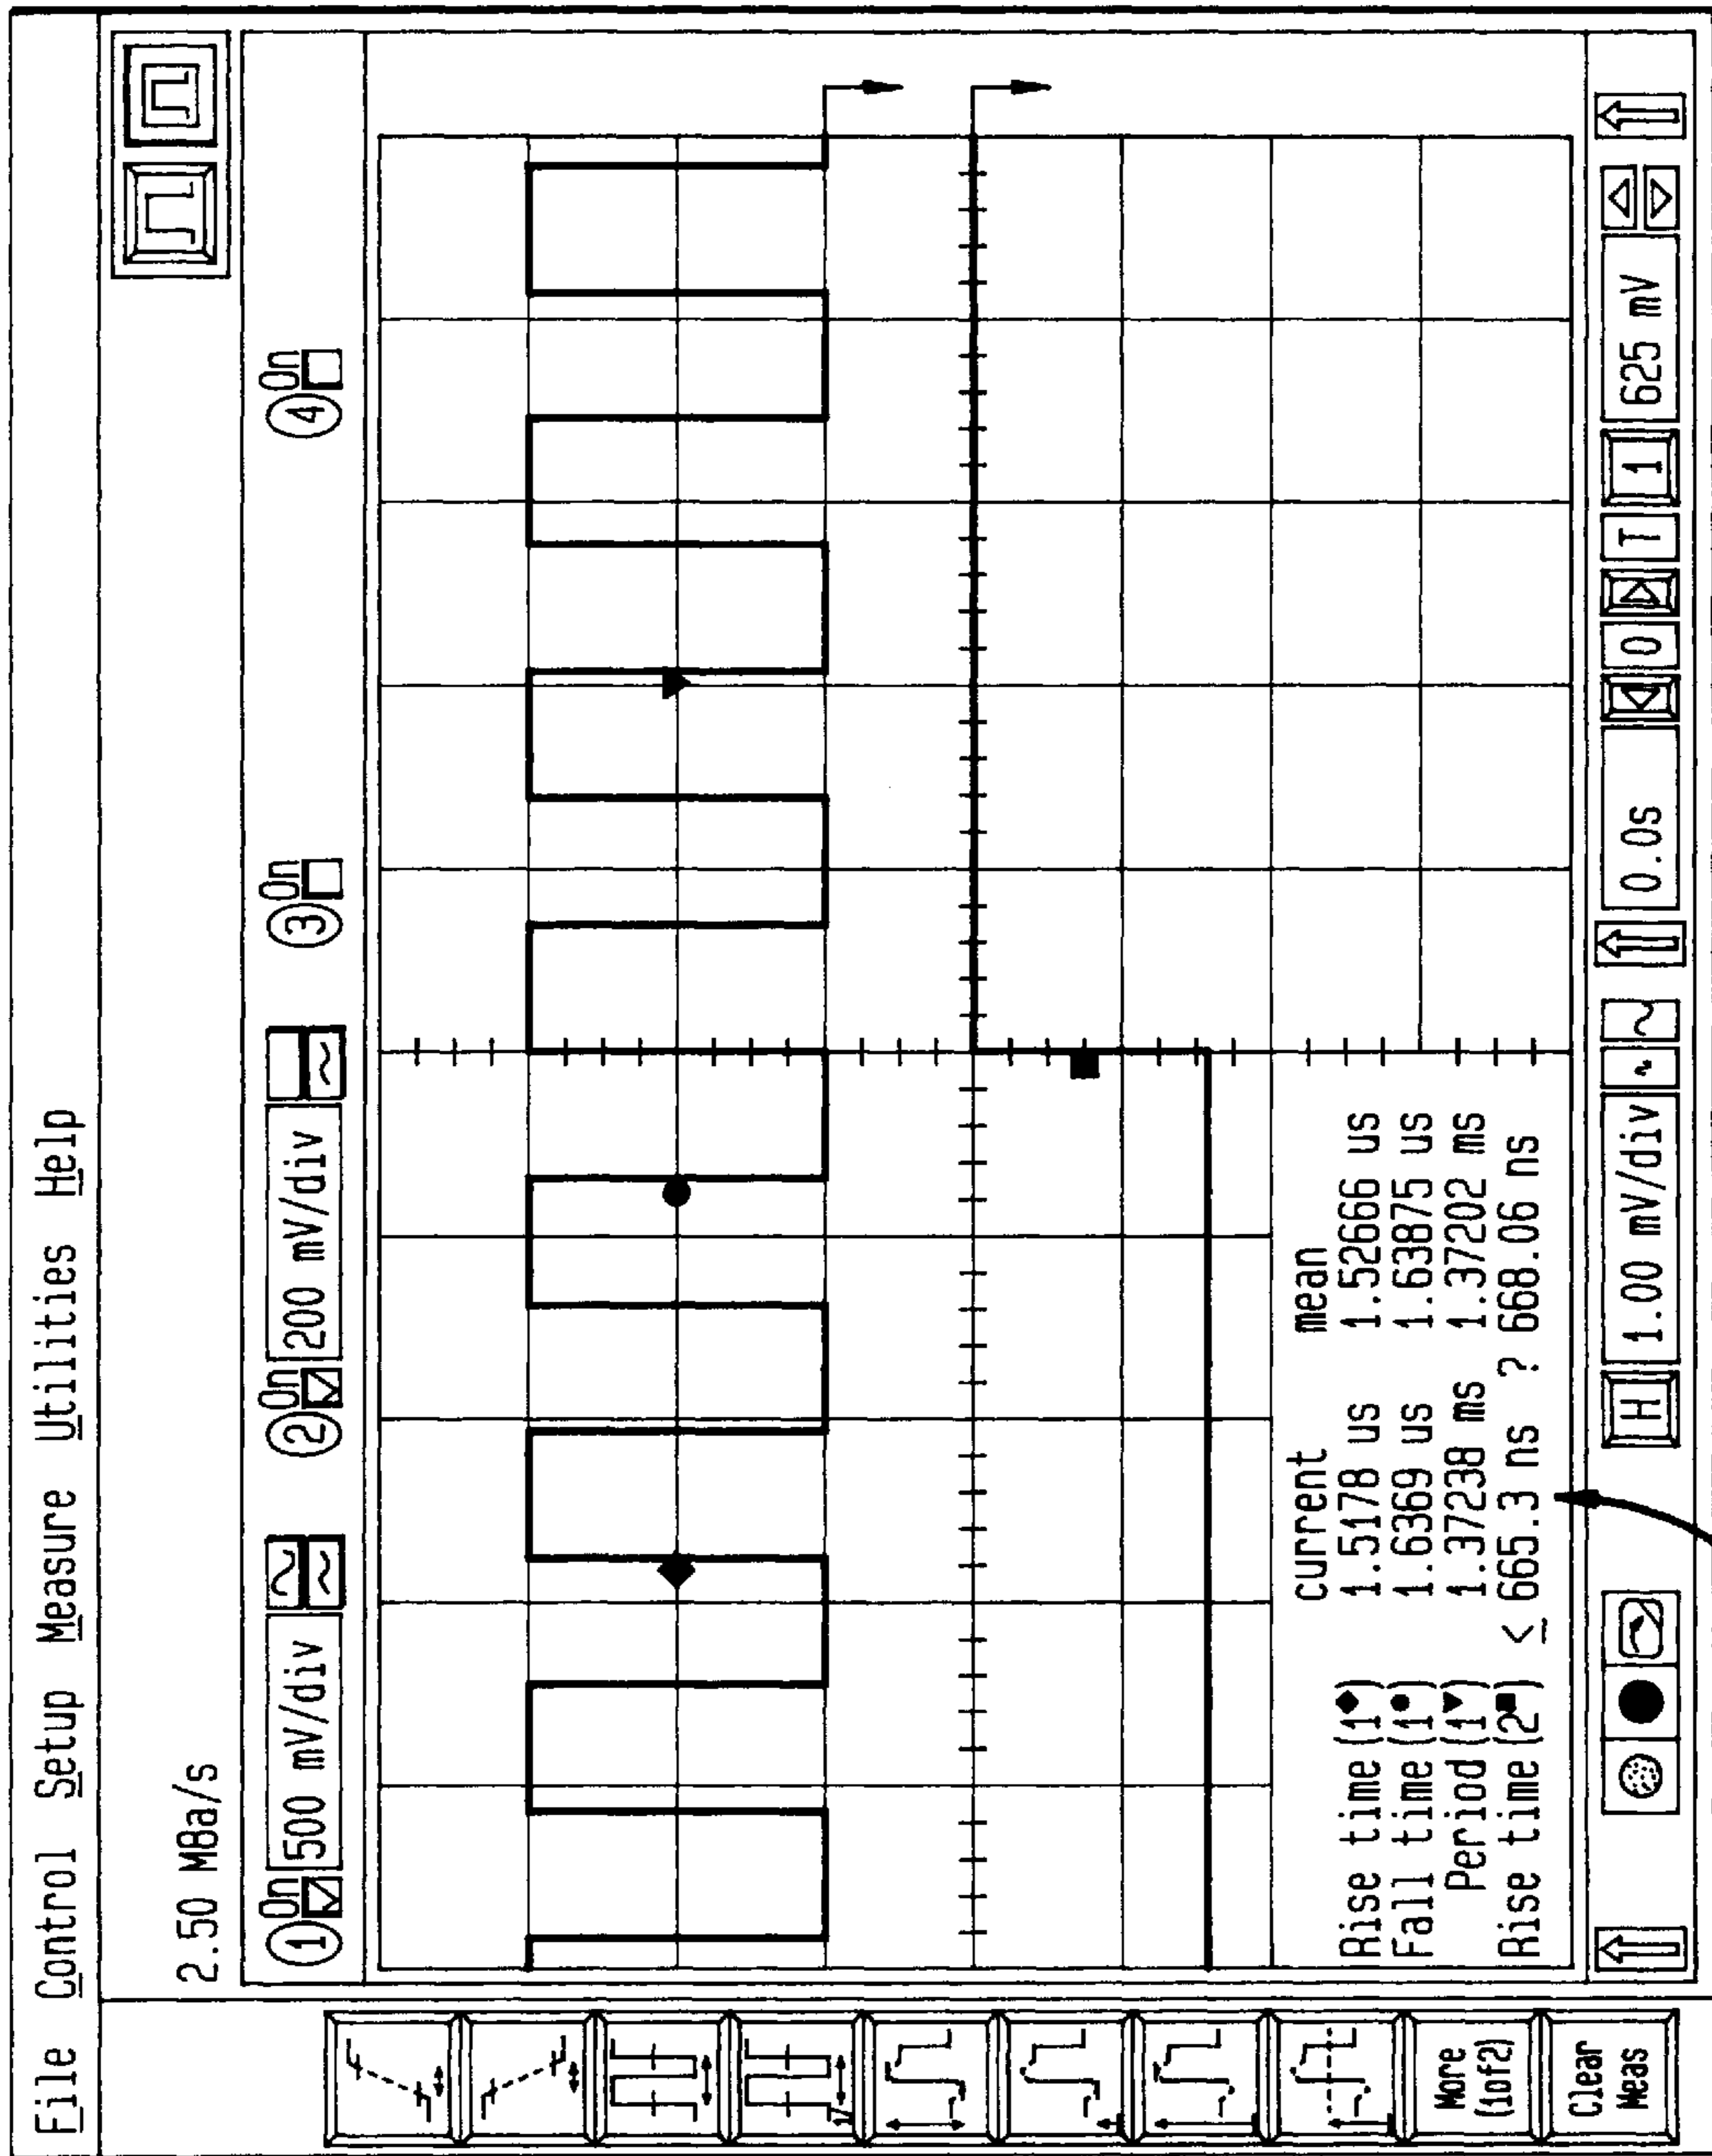 File Control Setup Measure Utilities Help
2.50 MBa/s
1 On 500 mV/div 2 On 200 mV/div 3 On 4 On
current mean
Rise time(1◆) 1.5178 us 1.52666 us
Fall time(1●) 1.6369 us 1.63875 us
Period(1▼) 1.37238 ms 1.37202 ms
Rise time(2■) ≤ 665.3 ns ? 668.06 ns
More
(1of2)
Clear
Meas
H 1.00 mV/div 0.0s 0 T 1 625 mV